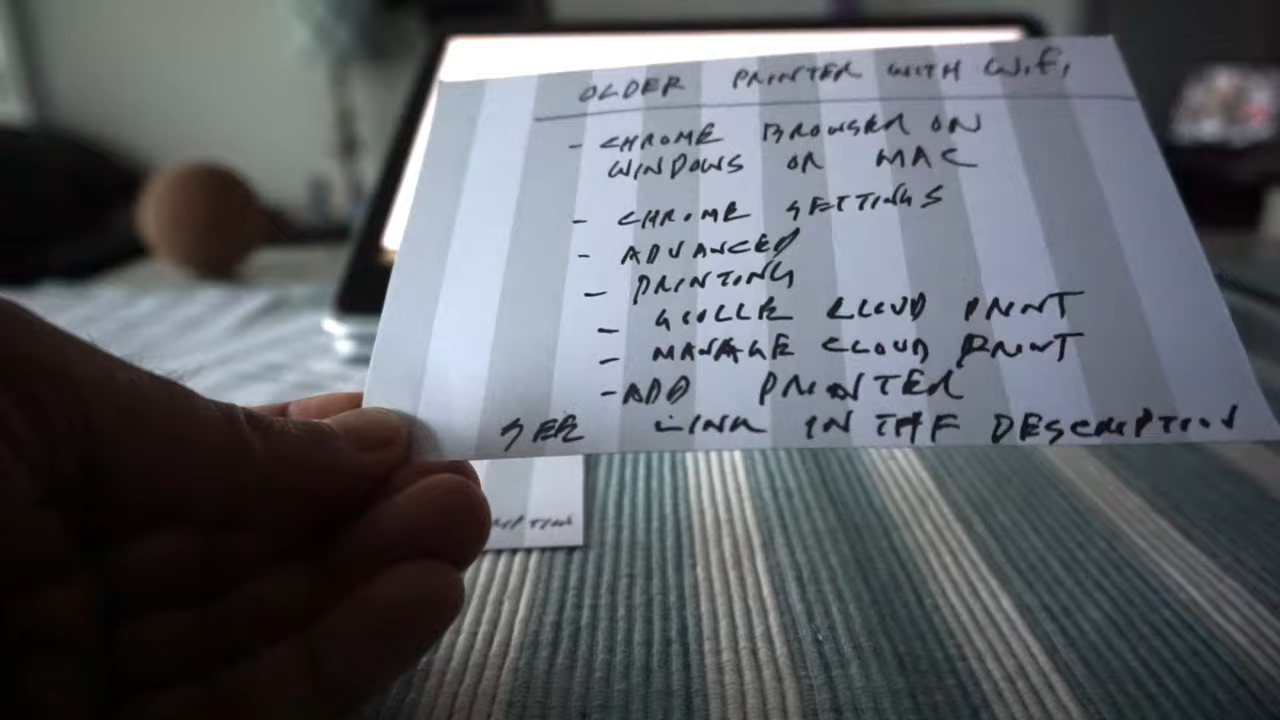 OLDER PRINTER WITH WiFi
- CHROME BROWSER ON
WINDOWS OR MAC
- CHROME SETTINGS
- ADVANCED
- PRINTING
- GOOGLE CLOUD PRINT
- MANAGE CLOUD PRINT
- ADD PRINTER
SEE LINK IN THE DESCRIPTION